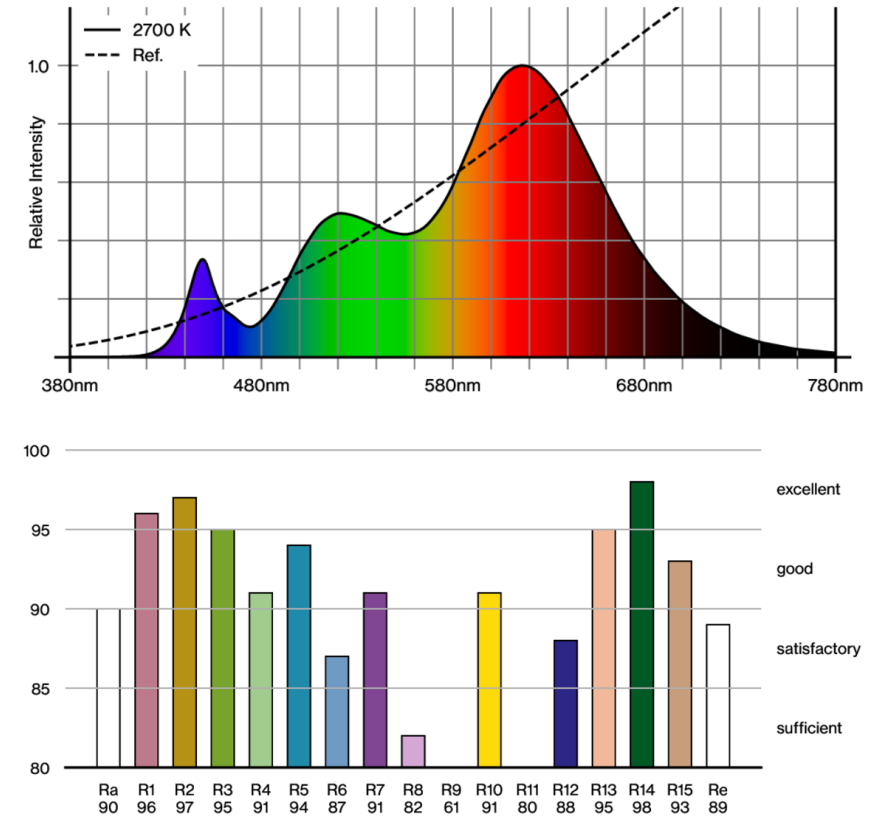 2700 K
Ref.
1.0
Relative Intensity
380nm 480nm 580nm 680nm 780nm
100
excellent
95
good
90
satisfactory
85
sufficient
80
Ra R1 R2 R3 R4 R5 R6 R7 R8 R9 R10 R11 R12 R13 R14 R15 Re
90 96 97 95 91 94 87 91 82 61 91 80 88 95 98 93 89